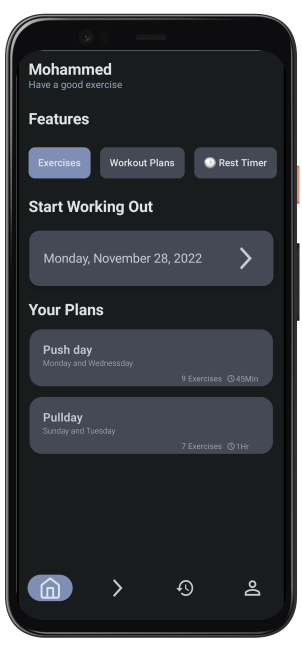 Mohammed
Have a good exercise
Features
Exercises
Workout Plans
Rest Timer
Start Working Out
Monday, November 28, 2022
Your Plans
Push day
Monday and Wednessday
9 Exercises 45Min
Pullday
Sunday and Tuesday
7 Exercises 1Hr